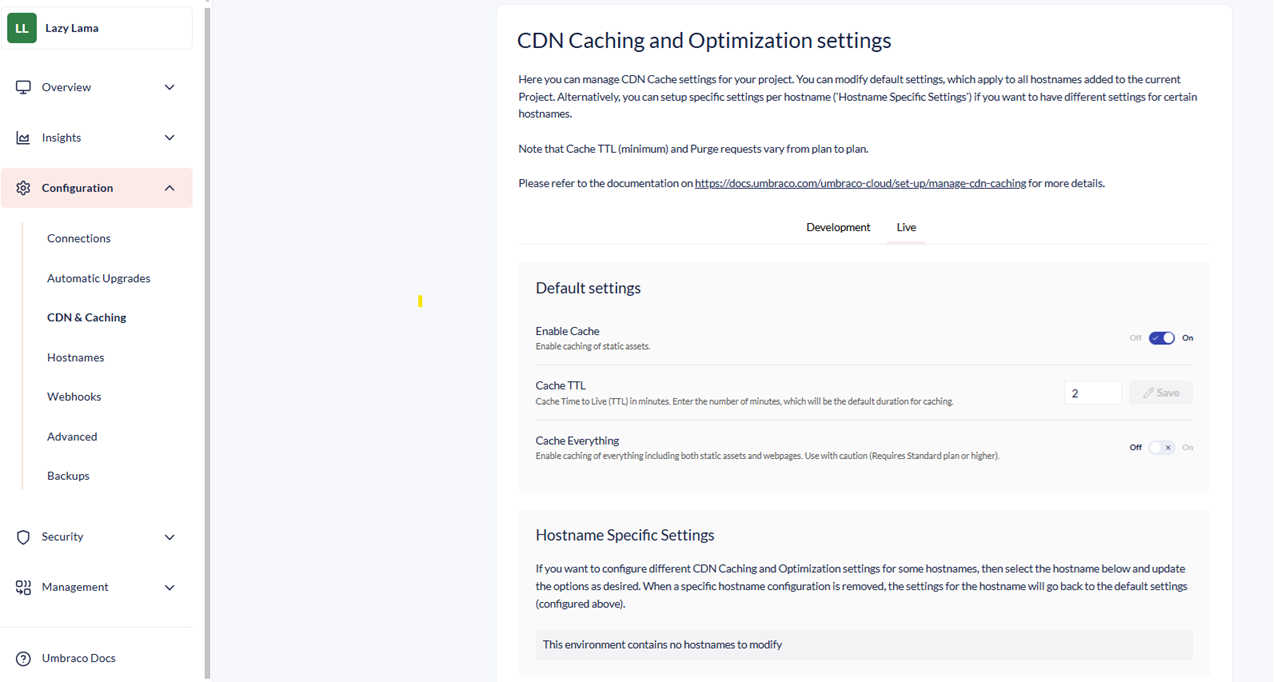 LL Lazy Lama
Overview
Insights
Configuration
Connections
Automatic Upgrades
CDN & Caching
Hostnames
Webhooks
Advanced
Backups
Security
Management
Umbraco Docs
CDN Caching and Optimization settings
Here you can manage CDN Cache settings for your project. You can modify default settings, which apply to all hostnames added to the current
Project. Alternatively, you can setup specific settings per hostname ('Hostname Specific Settings') if you want to have different settings for certain
hostnames.
Note that Cache TTL (minimum) and Purge requests vary from plan to plan.
Please refer to the documentation on https://docs.umbraco.com/umbraco-cloud/set-up/manage-cdn-caching for more details.
Development Live
Default settings
Enable Cache
Enable caching of static assets.
Off On
Cache TTL
Cache Time to Live (TTL) in minutes. Enter the number of minutes, which will be the default duration for caching.
2 Save
Cache Everything
Enable caching of everything including both static assets and webpages. Use with caution (Requires Standard plan or higher).
Off On
Hostname Specific Settings
If you want to configure different CDN Caching and Optimization settings for some hostnames, then select the hostname below and update
the options as desired. When a specific hostname configuration is removed, the settings for the hostname will go back to the default settings
(configured above).
This environment contains no hostnames to modify